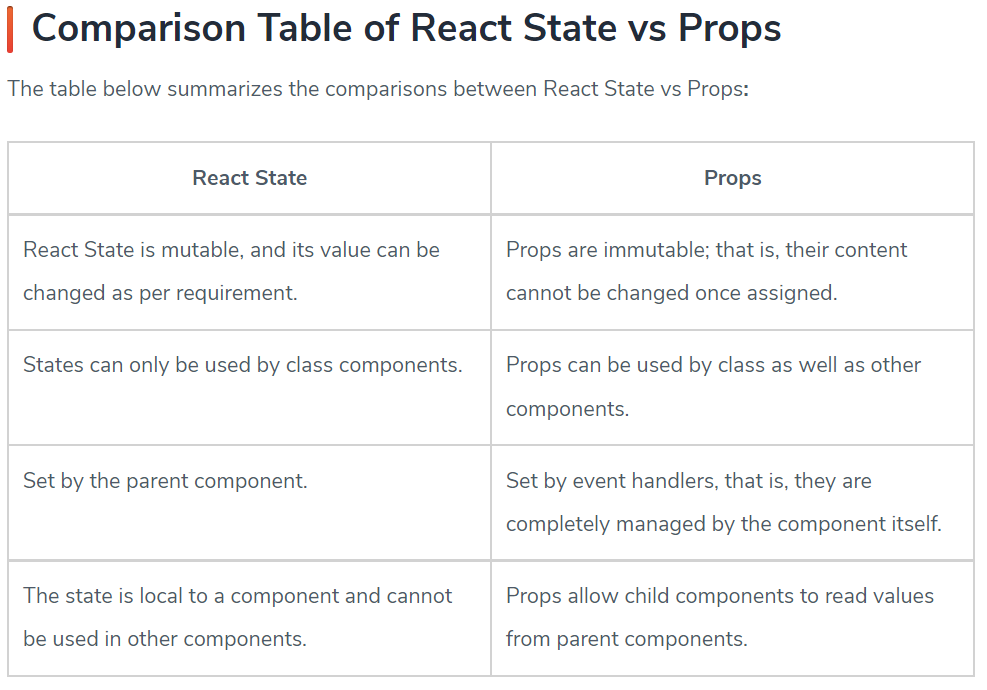 Comparison Table of React State vs Props
The table below summarizes the comparisons between React State vs Props:
React State
Props
React State is mutable, and its value can be
changed as per requirement.
Props are immutable; that is, their content
cannot be changed once assigned.
States can only be used by class components.
Props can be used by class as well as other
components.
Set by the parent component.
Set by event handlers, that is, they are
completely managed by the component itself.
The state is local to a component and cannot
be used in other components.
Props allow child components to read values
from parent components.